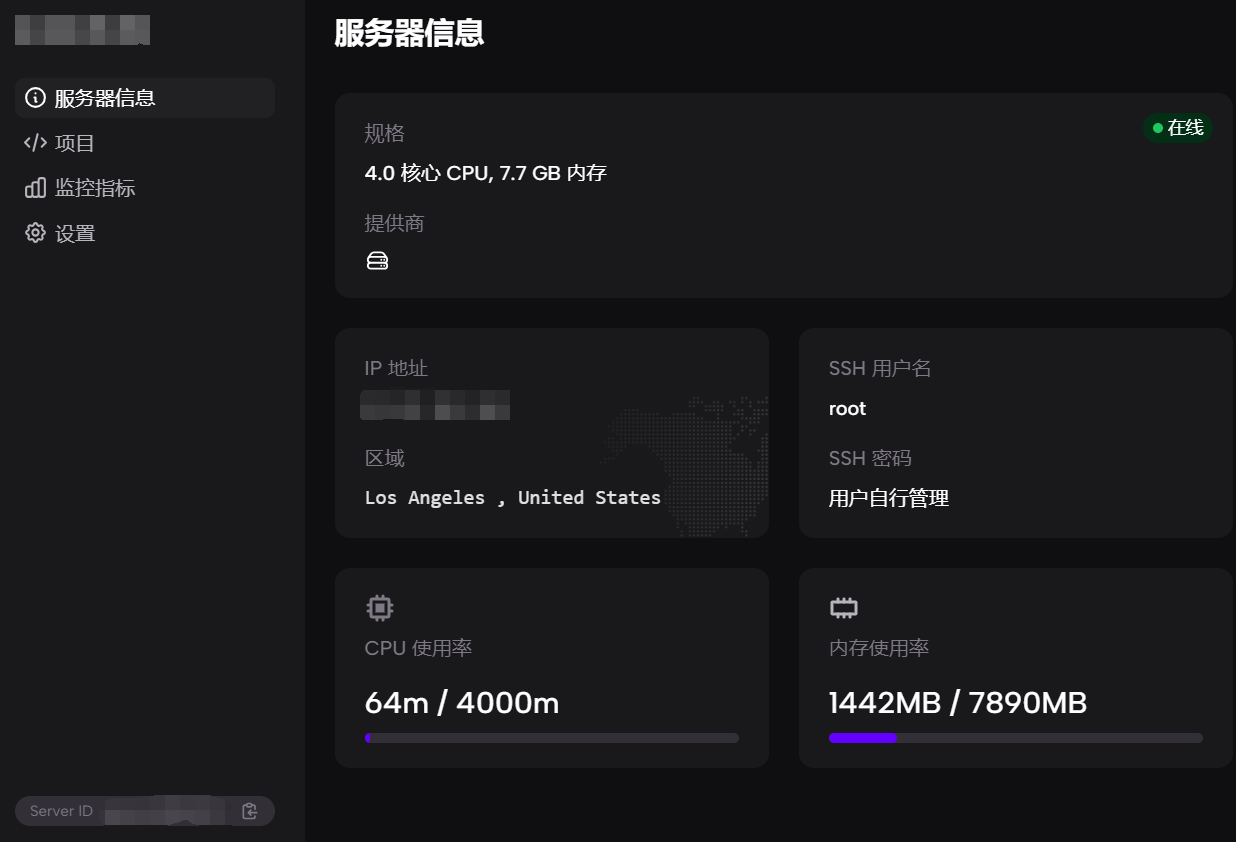 服务器信息
项目
监控指标
设置
Server ID
服务器信息
在线
规格
4.0 核心 CPU, 7.7 GB 内存
提供商
IP 地址
区域
Los Angeles , United States
SSH 用户名
root
SSH 密码
用户自行管理
CPU 使用率
64m / 4000m
内存使用率
1442MB / 7890MB